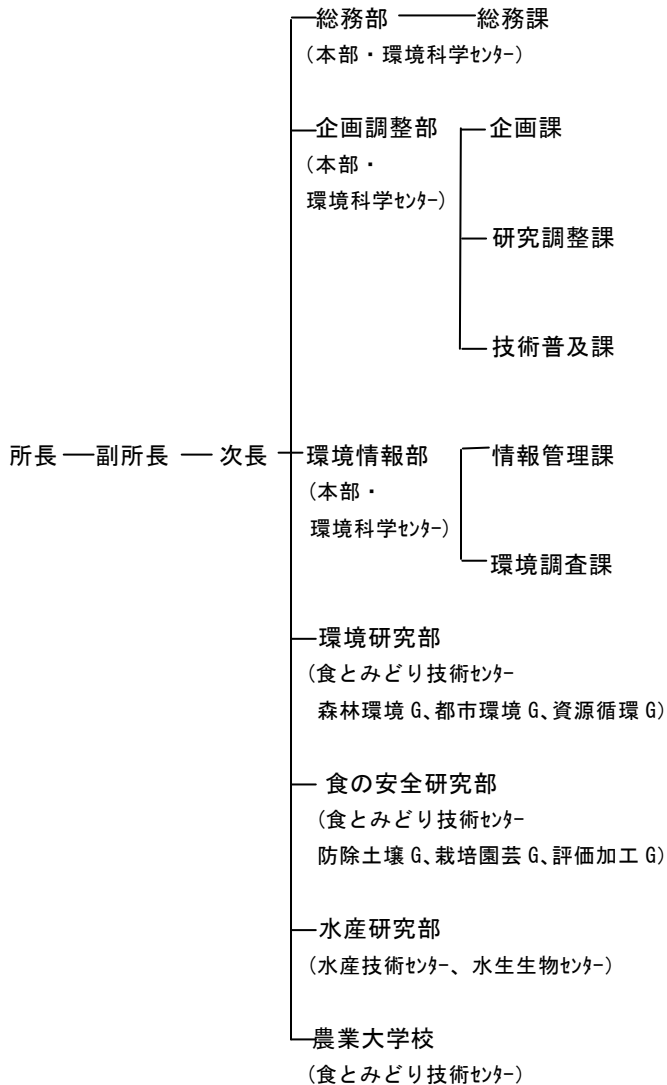 総務部 総務課
(本部・環境科学ｾﾝﾀｰ)
企画調整部 企画課
(本部・
環境科学ｾﾝﾀｰ)
研究調整課
技術普及課
所長 副所長 次長 環境情報部 情報管理課
(本部・
環境科学ｾﾝﾀｰ)
環境調査課
環境研究部
(食とみどり技術ｾﾝﾀｰ
森林環境 G、都市環境 G、資源循環 G)
食の安全研究部
(食とみどり技術ｾﾝﾀｰ
防除土壌 G、栽培園芸 G、評価加工 G)
水産研究部
(水産技術ｾﾝﾀｰ、水生生物ｾﾝﾀｰ)
農業大学校
(食とみどり技術ｾﾝﾀｰ)